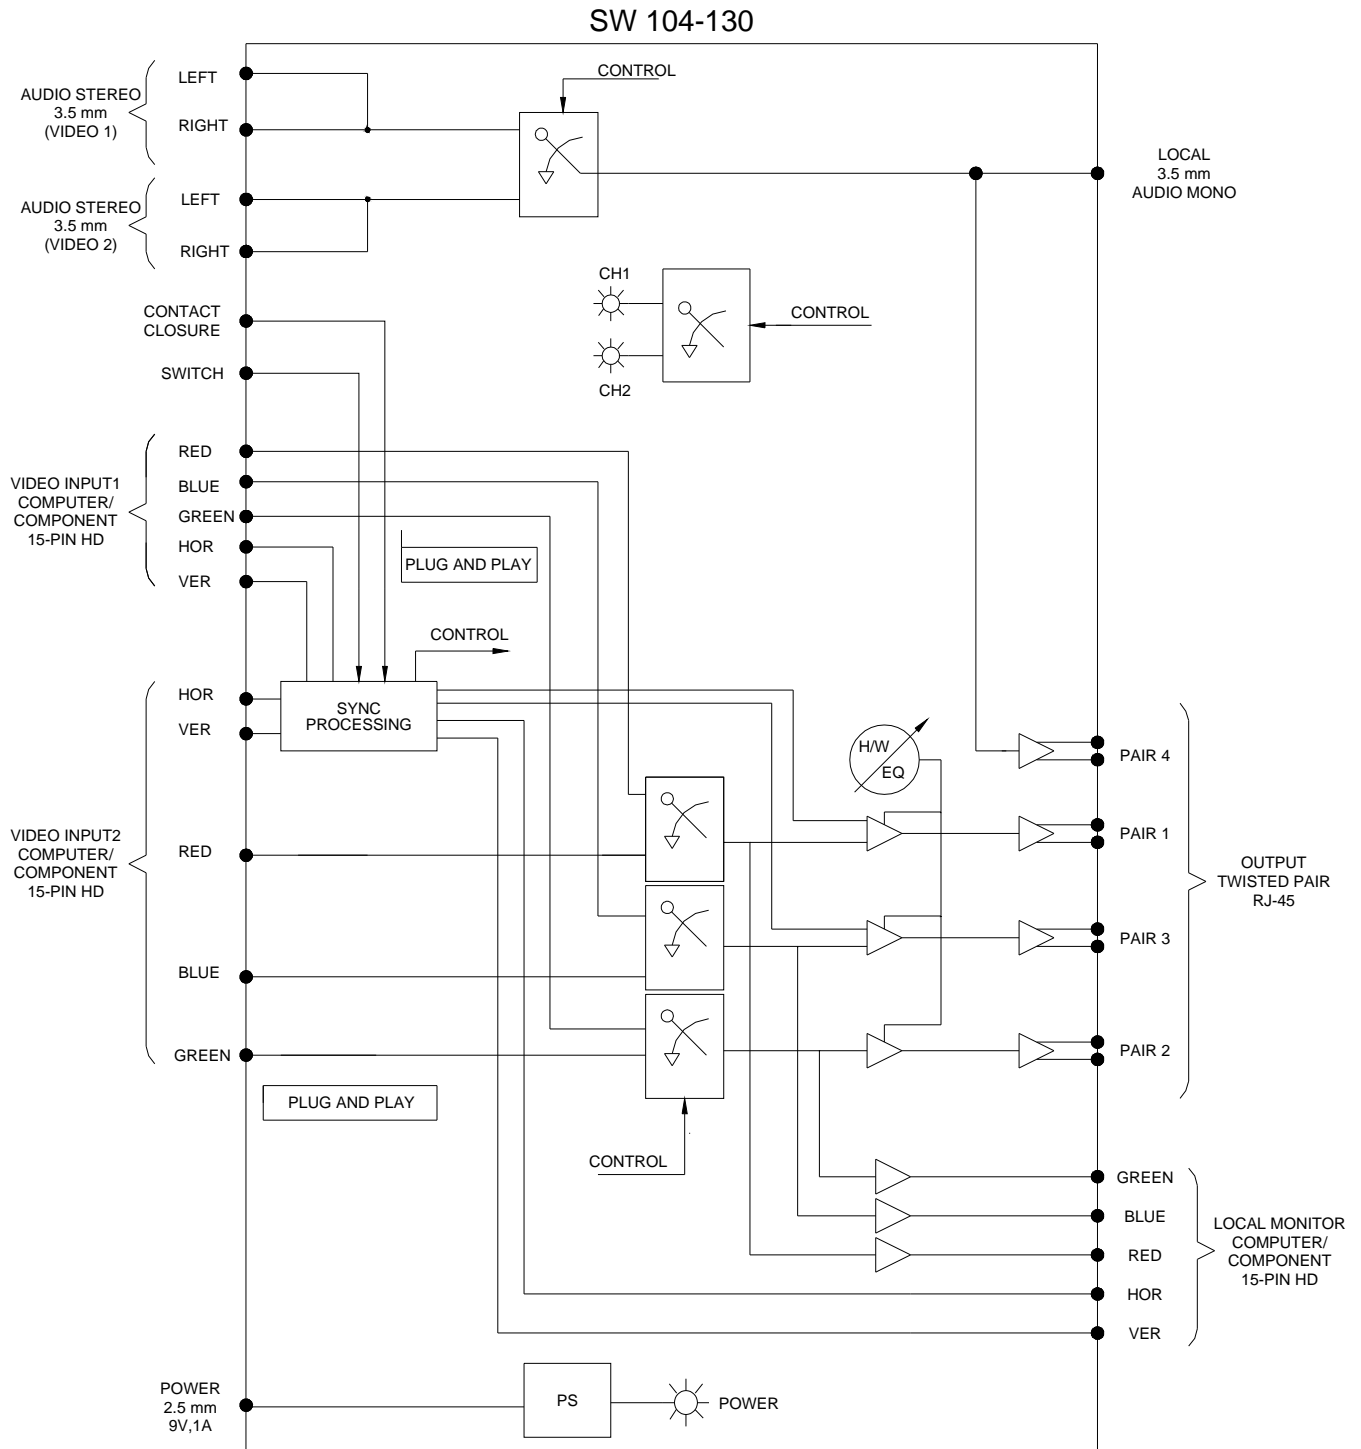 SW 104-130
CONTROL
AUDIO STEREO
3.5 mm
(VIDEO 1)
LEFT
RIGHT
LOCAL
3.5 mm
AUDIO MONO
AUDIO STEREO
3.5 mm
(VIDEO 2)
LEFT
RIGHT
CH1
CH2
CONTROL
CONTACT
CLOSURE
SWITCH
VIDEO INPUT1
COMPUTER/
COMPONENT
15-PIN HD
RED
BLUE
GREEN
HOR
VER
PLUG AND PLAY
CONTROL
SYNC
PROCESSING
HOR
VER
VIDEO INPUT2
COMPUTER/
COMPONENT
15-PIN HD
RED
BLUE
GREEN
H/W
EQ
PAIR 4
PAIR 1
PAIR 3
PAIR 2
OUTPUT
TWISTED PAIR
RJ-45
PLUG AND PLAY
CONTROL
GREEN
BLUE
RED
HOR
VER
LOCAL MONITOR
COMPUTER/
COMPONENT
15-PIN HD
POWER
2.5 mm
9V,1A
PS
POWER